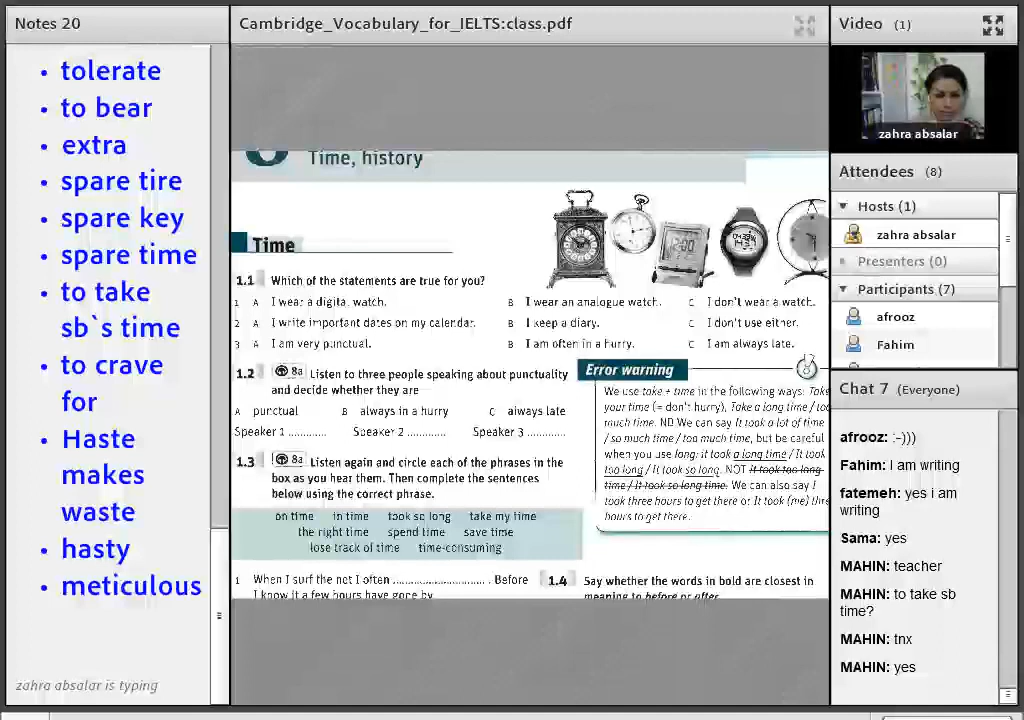 Notes 20
• tolerate
• to bear
• extra
• spare tire
• spare key
• spare time
• to take
sb`s time
• to crave
for
• Haste
makes
waste
• hasty
• meticulous
zahra absalar is typing
Cambridge_Vocabulary_for_IELTS:class.pdf
Time, history
Time
1.1 Which of the statements are true for you?
1 A I wear a digital watch. B I wear an analogue watch. C I don't wear a watch.
2 A I write important dates on my calendar. B I keep a diary. C I don't use either.
3 A I am very punctual. B I am often in a hurry. C I am always late.
1.2 8a Listen to three people speaking about punctuality
and decide whether they are
A punctual B always in a hurry C always late
Speaker 1 ............ Speaker 2 ............ Speaker 3 ............
1.3 8a Listen again and circle each of the phrases in the
box as you hear them. Then complete the sentences
below using the correct phrase.
on time in time took so long take my time
the right time spend time save time
lose track of time time-consuming
1 When I surf the net I often .............................. . Before
I know it a few hours have gone by.
Error warning
We use take + time in the following ways: Take
your time (= don't hurry), Take a long time / too
much time. NB We can say It took a lot of time
/ so much time / too much time, but be careful
when you use long: it took a long time / It took
too long / It took so long. NOT It took too long
time / It took so long time. We can also say I
took three hours to get there or It took (me) thre
hours to get there.
1.4 Say whether the words in bold are closest in
meaning to before or after.
Video (1)
zahra absalar
Attendees (8)
Hosts (1)
zahra absalar
Presenters (0)
Participants (7)
afrooz
Fahim
Chat 7 (Everyone)
afrooz: :-)))
Fahim: I am writing
fatemeh: yes i am
writing
Sama: yes
MAHIN: teacher
MAHIN: to take sb
time?
MAHIN: tnx
MAHIN: yes